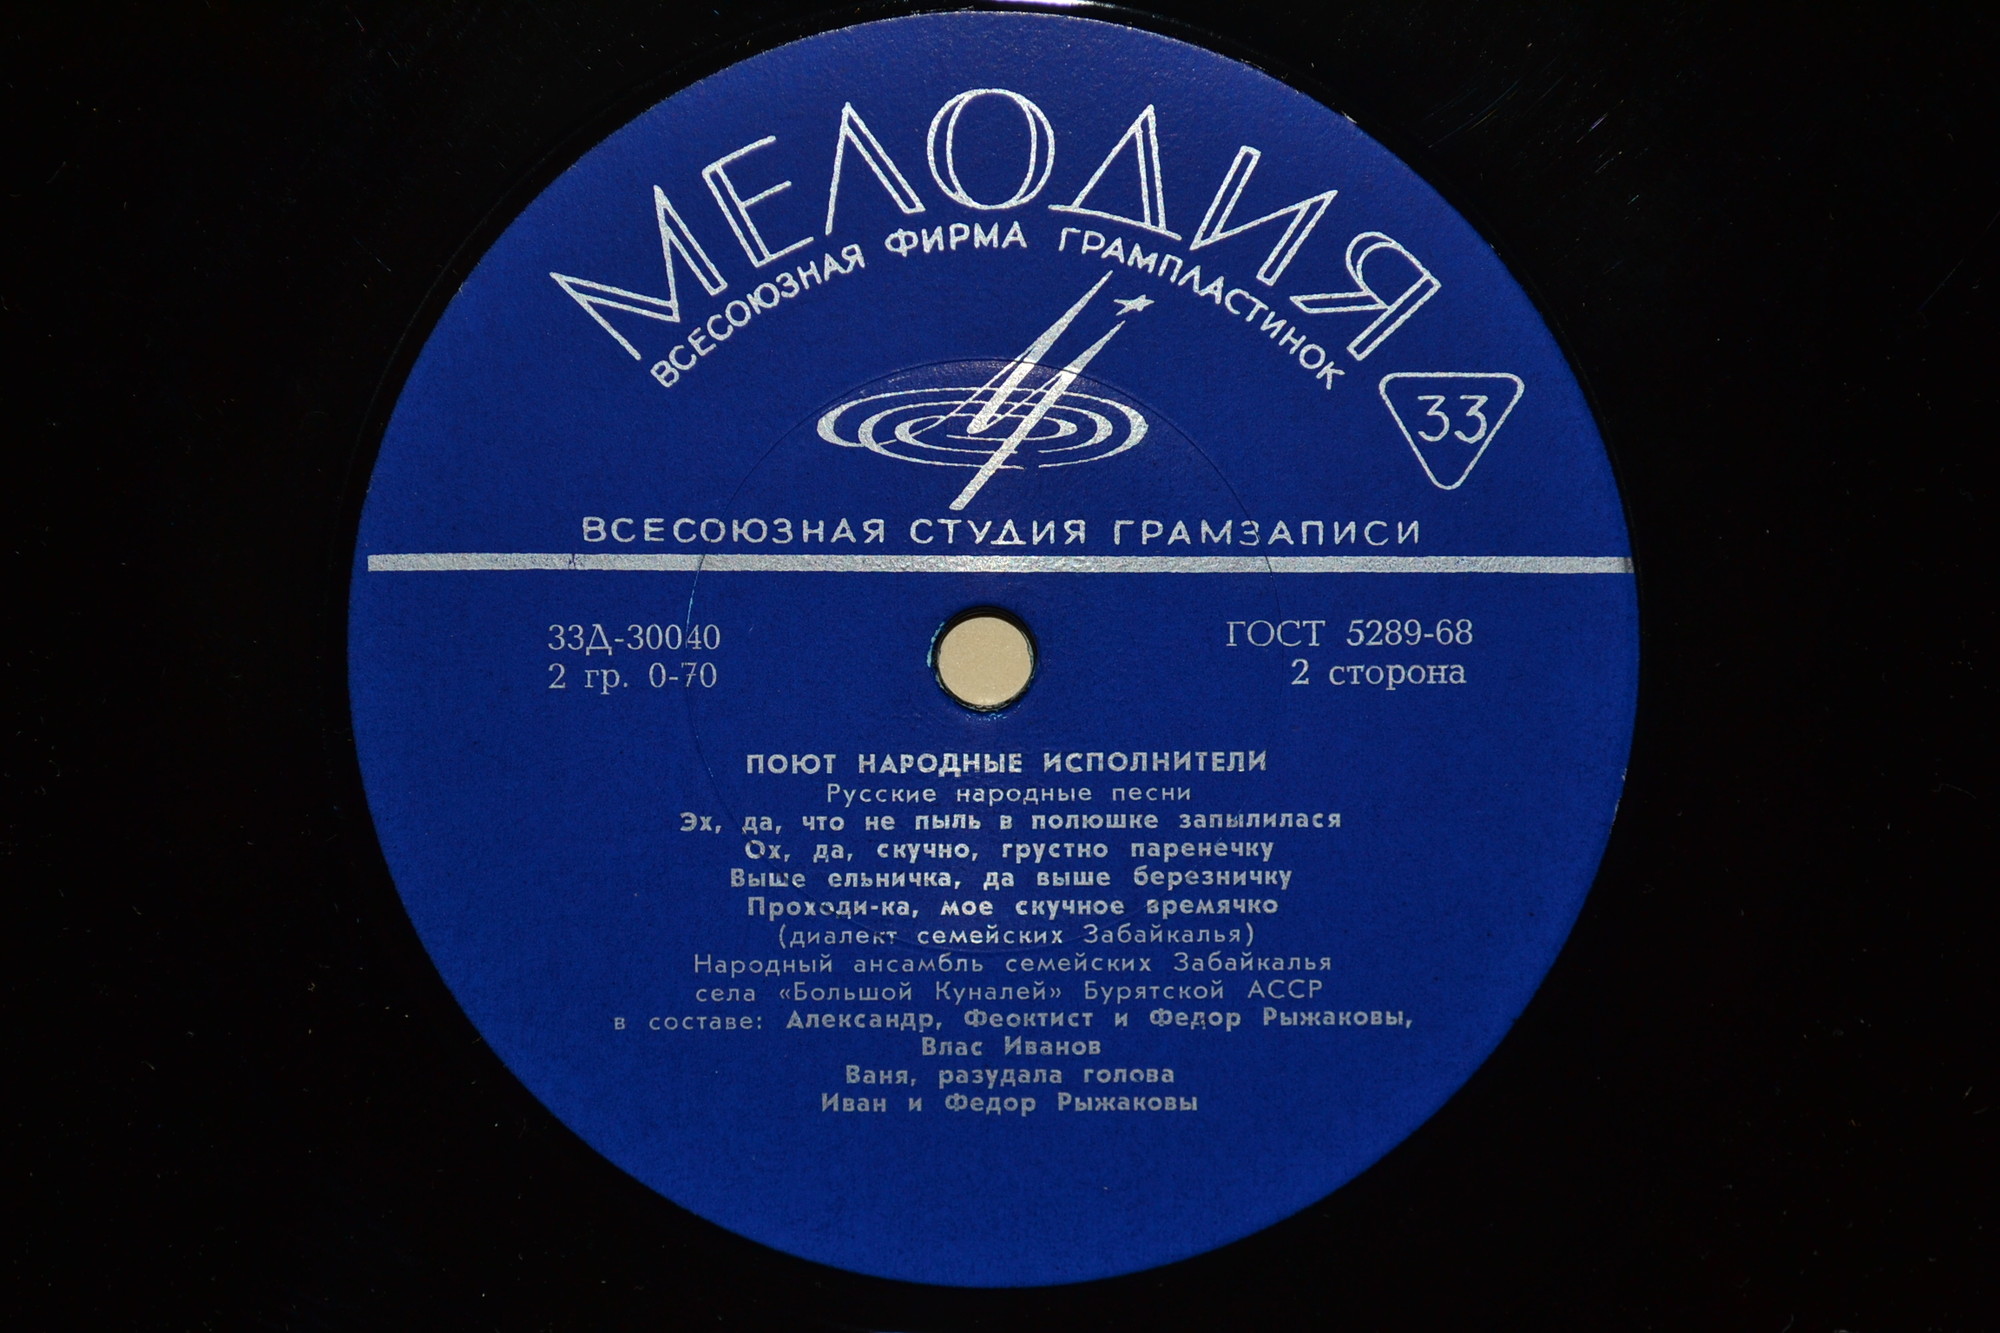 МЕЛОДИЯ
ВСЕСОЮЗНАЯ ФИРМА ГРАМПЛАСТИНОК
33
ВСЕСОЮЗНАЯ СТУДИЯ ГРАМЗАПИСИ
33Д-30040
ГОСТ 5289-68
2 гр. 0-70
2 сторона
ПОЮТ НАРОДНЫЕ ИСПОЛНИТЕЛИ
Русские народные песни
Эх, да, что не пыль в полюшке запылилася
Ох, да, скучно, грустно паренечку
Выше ельничка, да выше березничку
Проходи-ка, мое скучное времячко
(диалект семейских Забайкалья)
Народный ансамбль семейских Забайкалья
села «Большой Куналей» Бурятской АССР
в составе: Александр, Феоктист и Федор Рыжаковы,
Влас Иванов
Ваня, разудала голова
Иван и Федор Рыжаковы